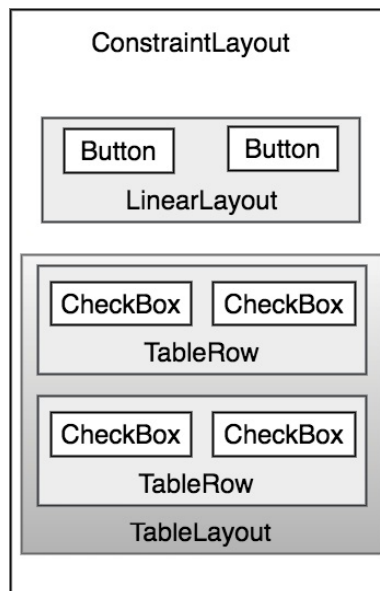 ConstraintLayout
Button Button
LinearLayout
CheckBox CheckBox
TableRow
CheckBox CheckBox
TableRow
TableLayout